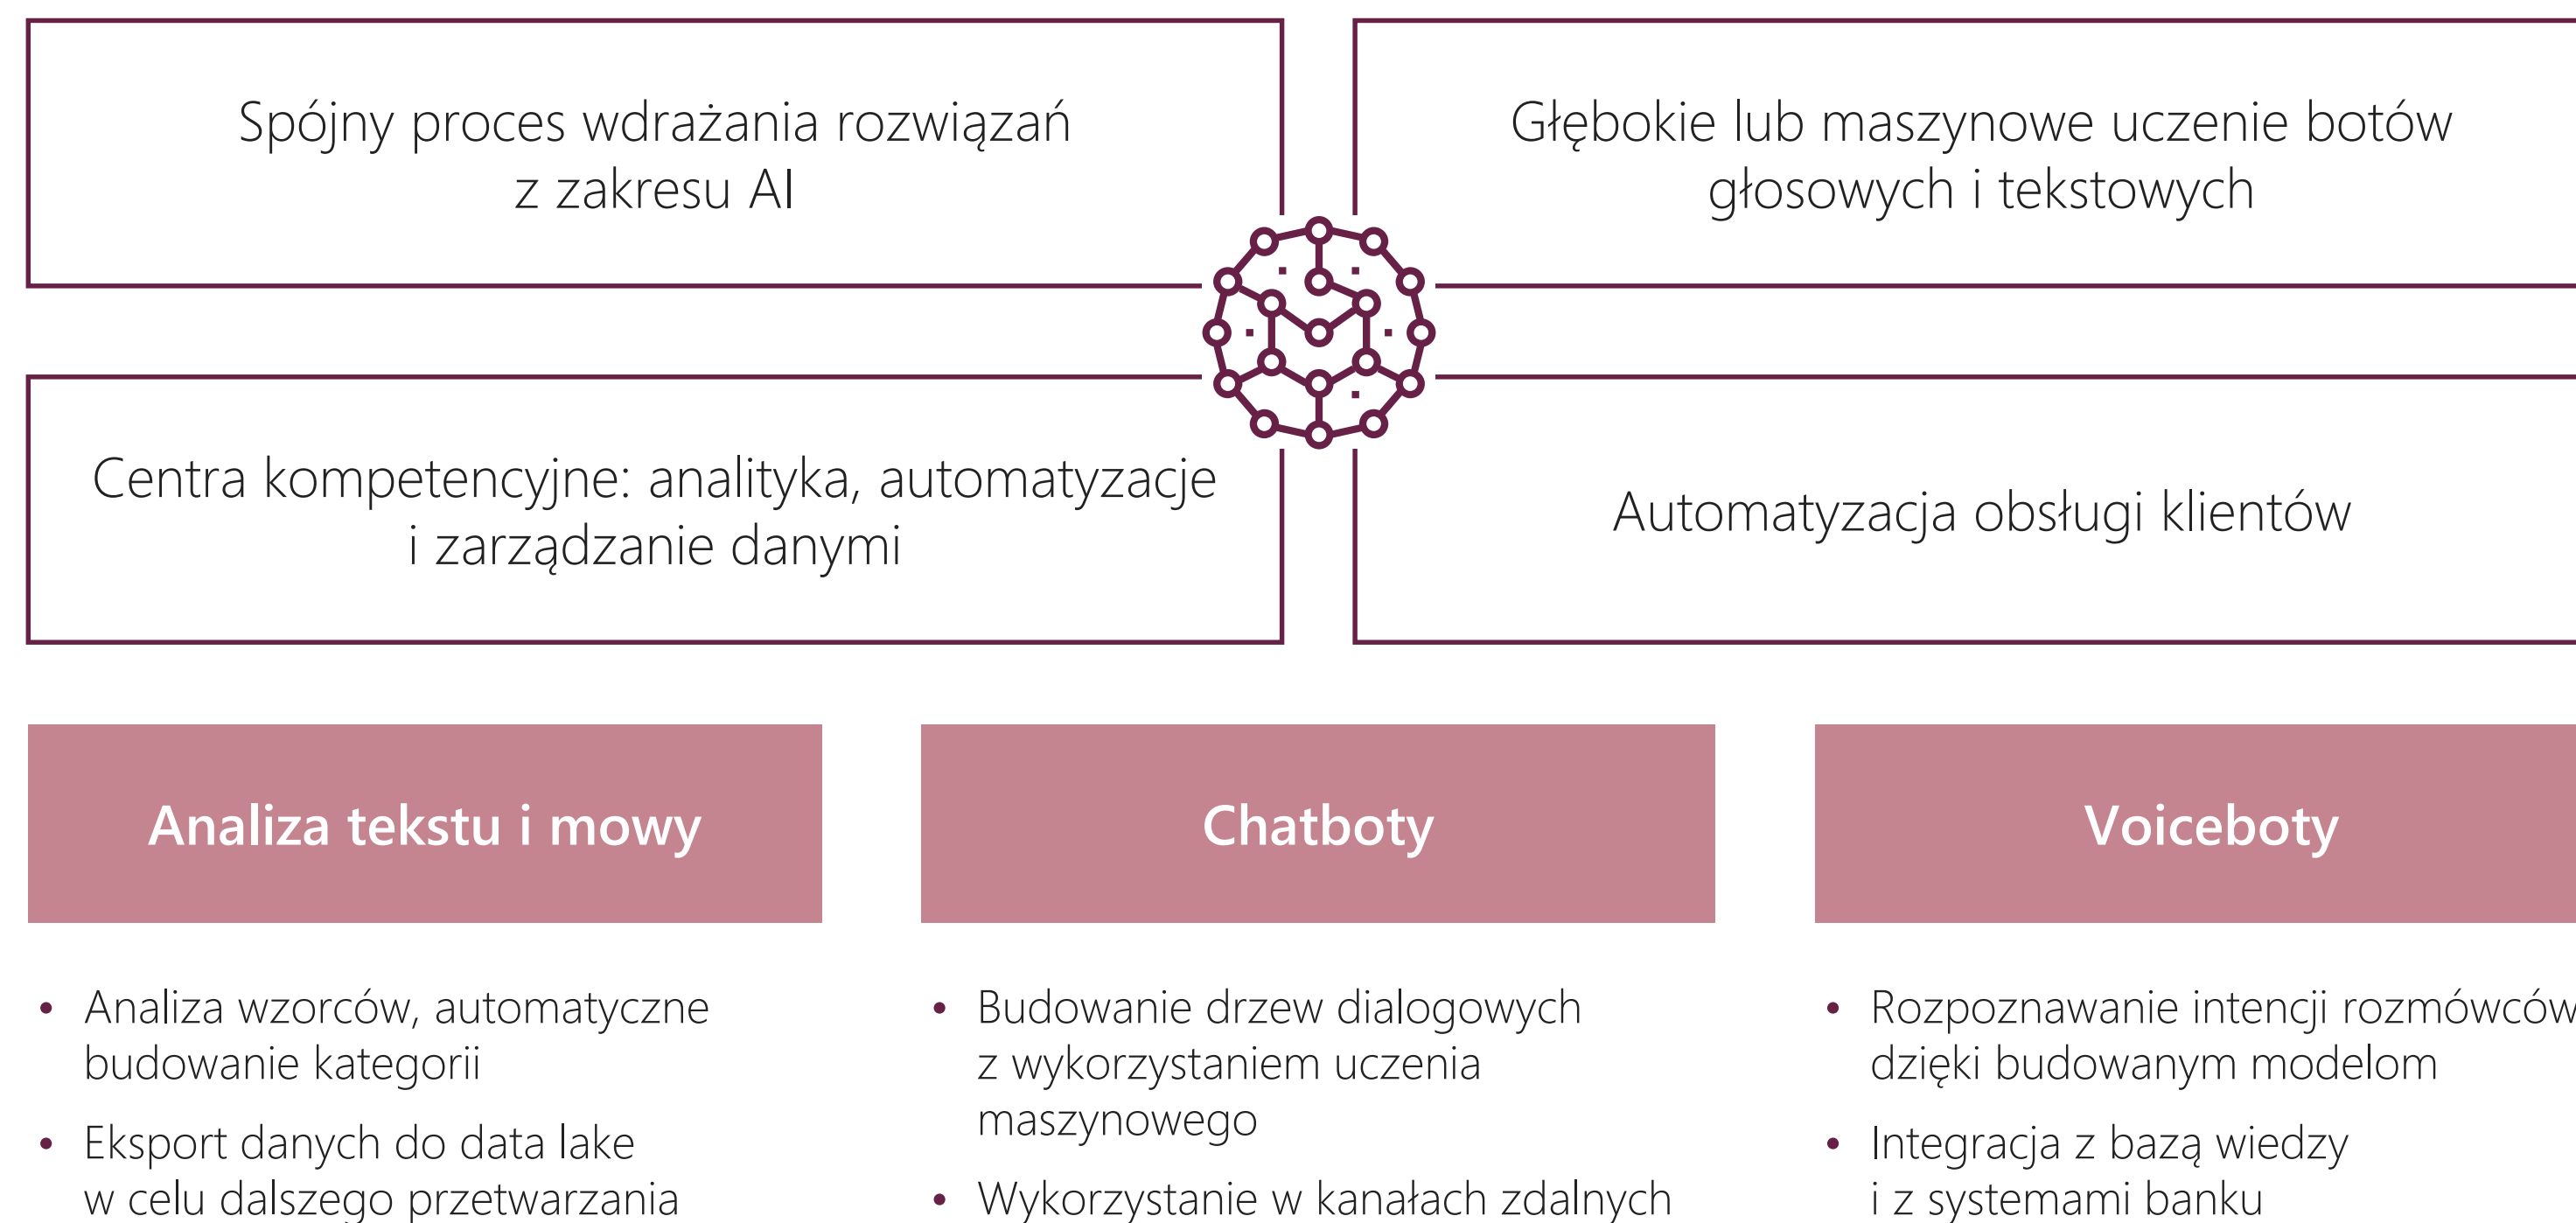 Spójny proces wdrażania rozwiązań
z zakresu AI
Głębokie lub maszynowe uczenie botów
głosowych i tekstowych
Centra kompetencyjne: analityka, automatyzacje
i zarządzanie danymi
Automatyzacja obsługi klientów
Analiza tekstu i mowy
• Analiza wzorców, automatyczne
budowanie kategorii
• Eksport danych do data lake
w celu dalszego przetwarzania
Chatboty
• Budowanie drzew dialogowych
z wykorzystaniem uczenia
maszynowego
• Wykorzystanie w kanałach zdalnych
Voiceboty
• Rozpoznawanie intencji rozmówców
dzięki budowanym modelom
• Integracja z bazą wiedzy
i z systemami banku